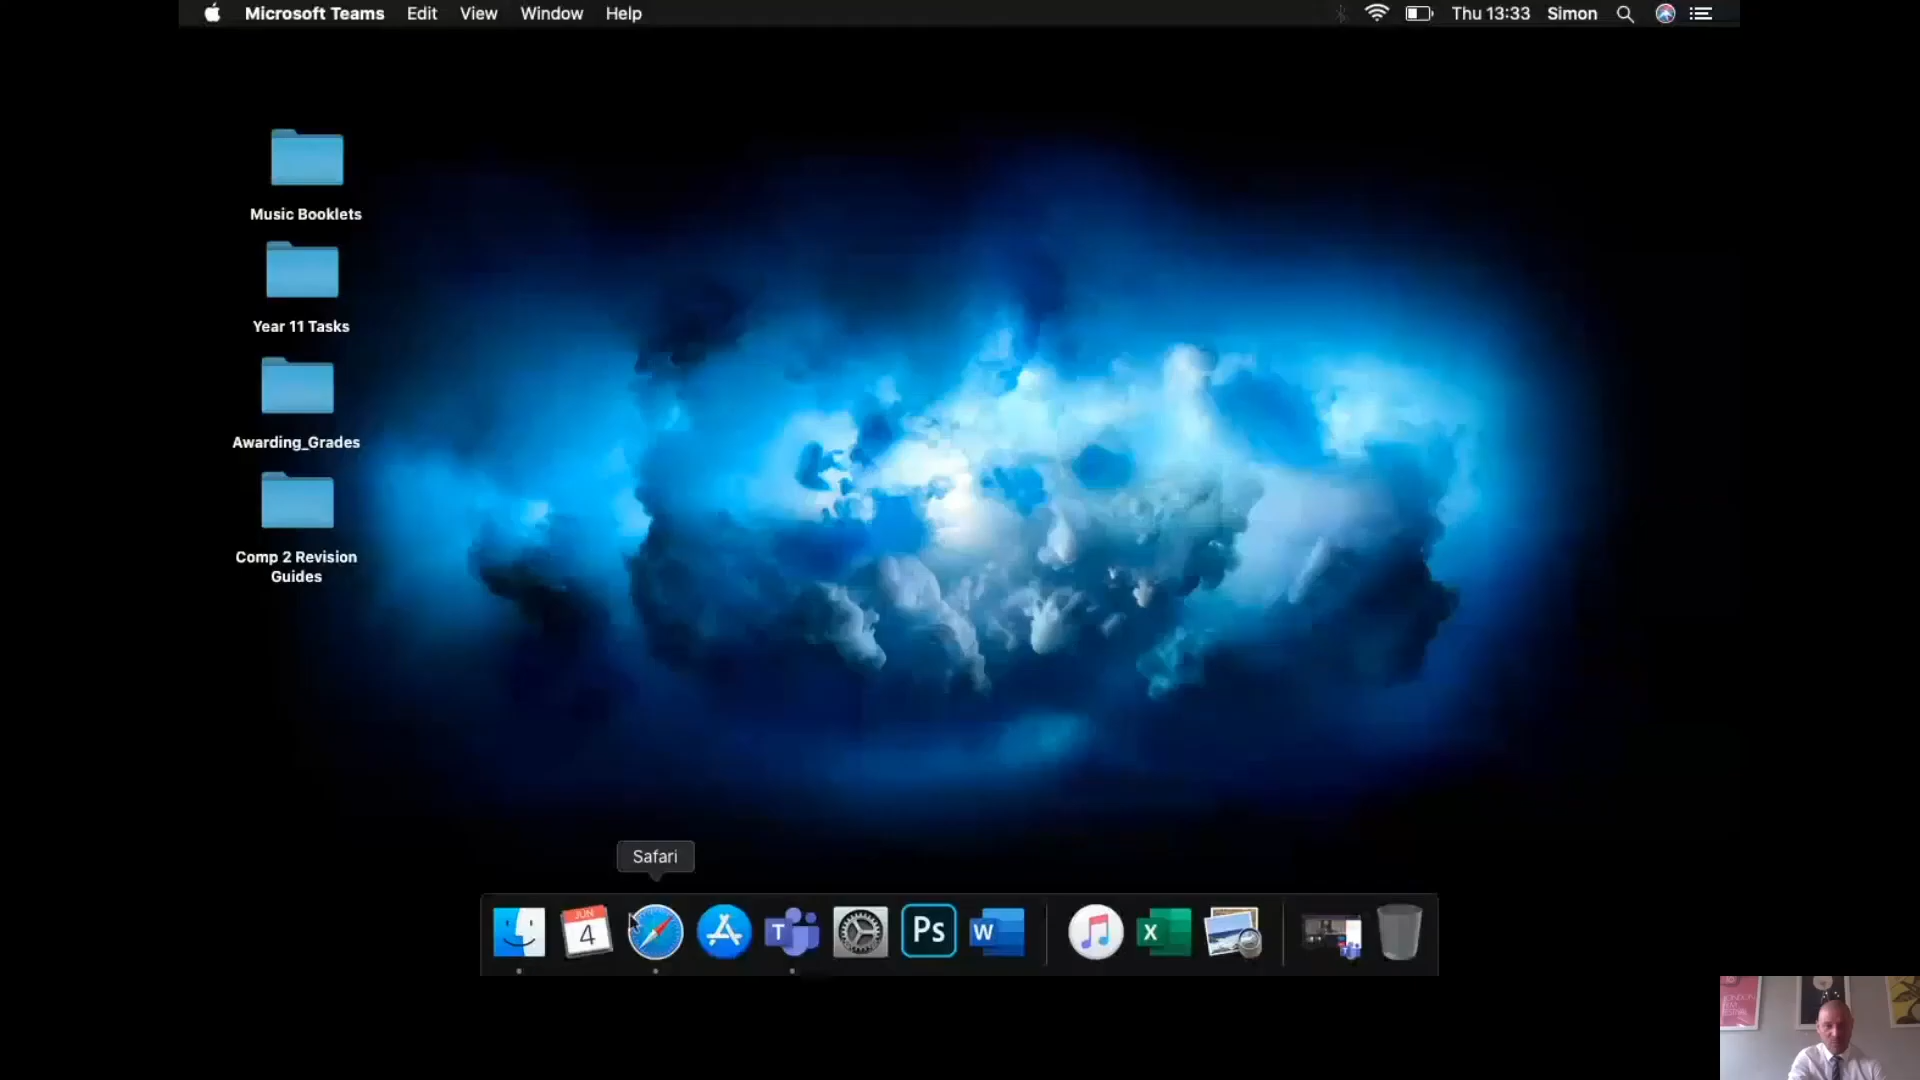 Microsoft Teams Edit View Window Help Thu 13:33 Simon
Music Booklets
Year 11 Tasks
Awarding_Grades
Comp 2 Revision
Guides
Safari
JUN
4
T
Ps
W
X